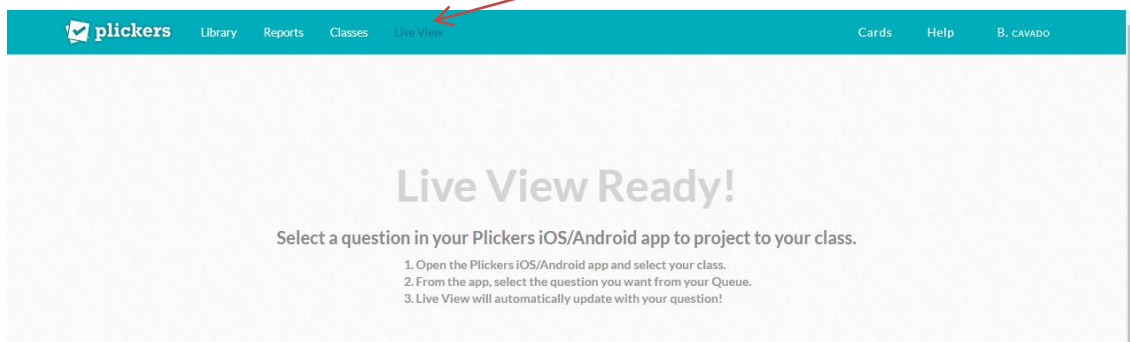 plickers Library Reports Classes Live View Cards Help B. CAVADO
Live View Ready!
Select a question in your Plickers iOS/Android app to project to your class.
1. Open the Plickers iOS/Android app and select your class.
2. From the app, select the question you want from your Queue.
3. Live View will automatically update with your question!